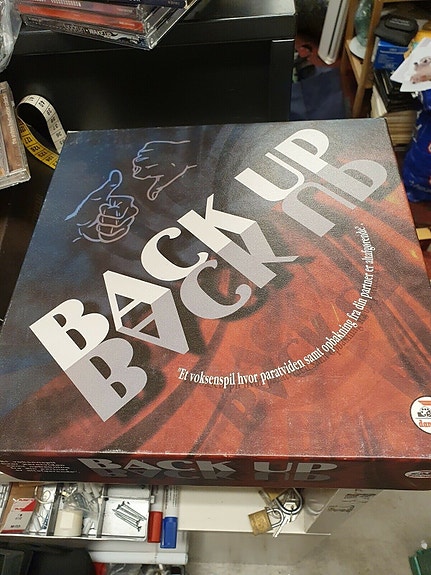 BACK UP
BACK UP
"Et voksenspil hvor paratviden samt opbakning fra din partner er altafgørende!"
BACK UP